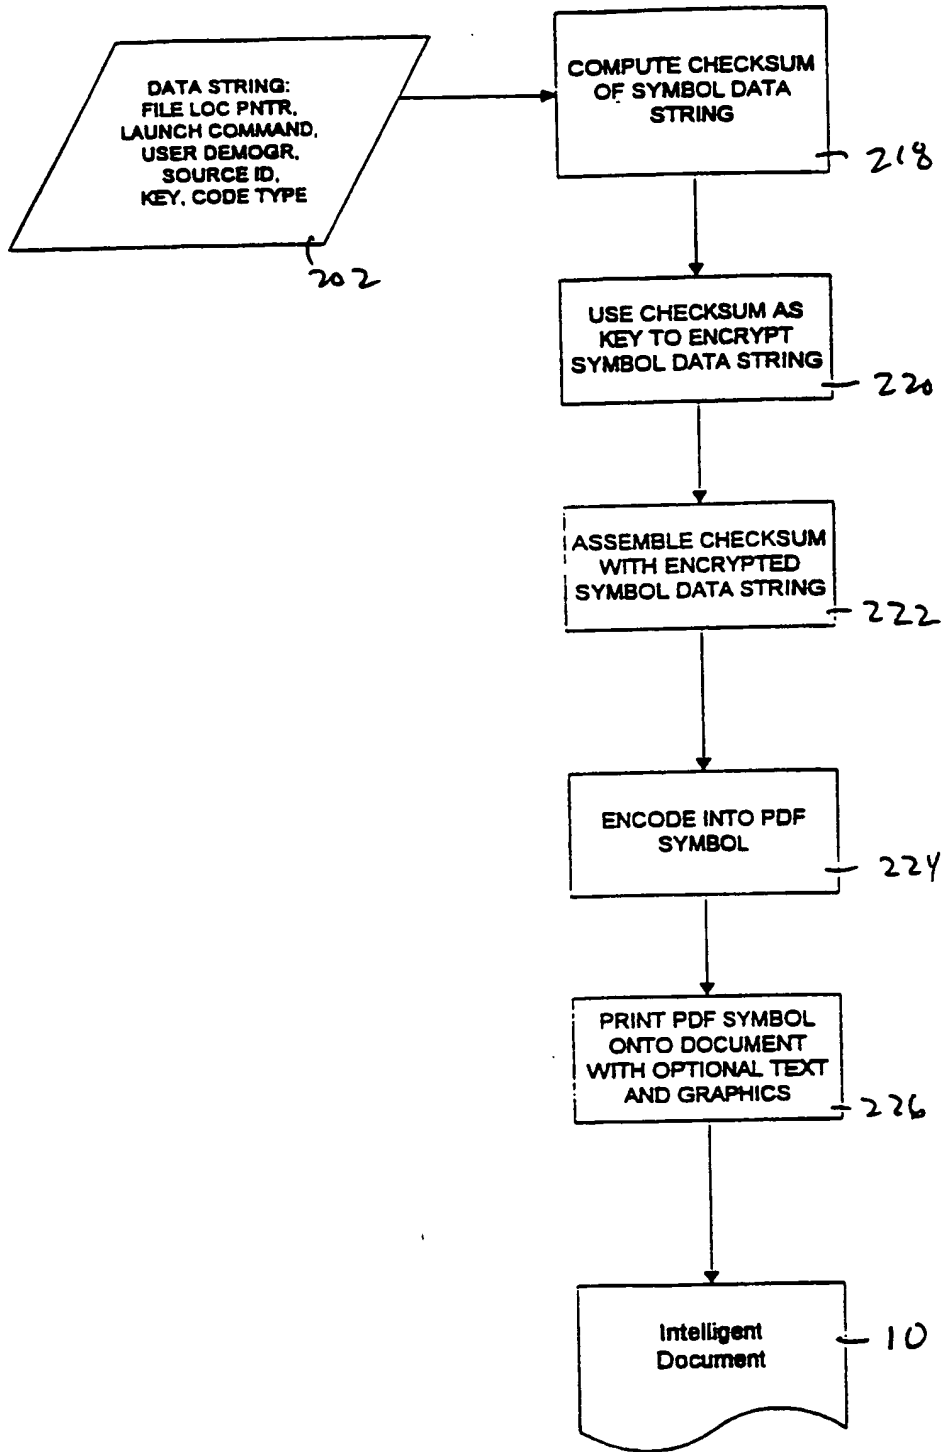 DATA STRING:
FILE LOC PNTR,
LAUNCH COMMAND,
USER DEMOGR,
SOURCE ID,
KEY, CODE TYPE
202
COMPUTE CHECKSUM
OF SYMBOL DATA
STRING
218
USE CHECKSUM AS
KEY TO ENCRYPT
SYMBOL DATA STRING
220
ASSEMBLE CHECKSUM
WITH ENCRYPTED
SYMBOL DATA STRING
222
ENCODE INTO PDF
SYMBOL
224
PRINT PDF SYMBOL
ONTO DOCUMENT
WITH OPTIONAL TEXT
AND GRAPHICS
226
Intelligent
Document
10